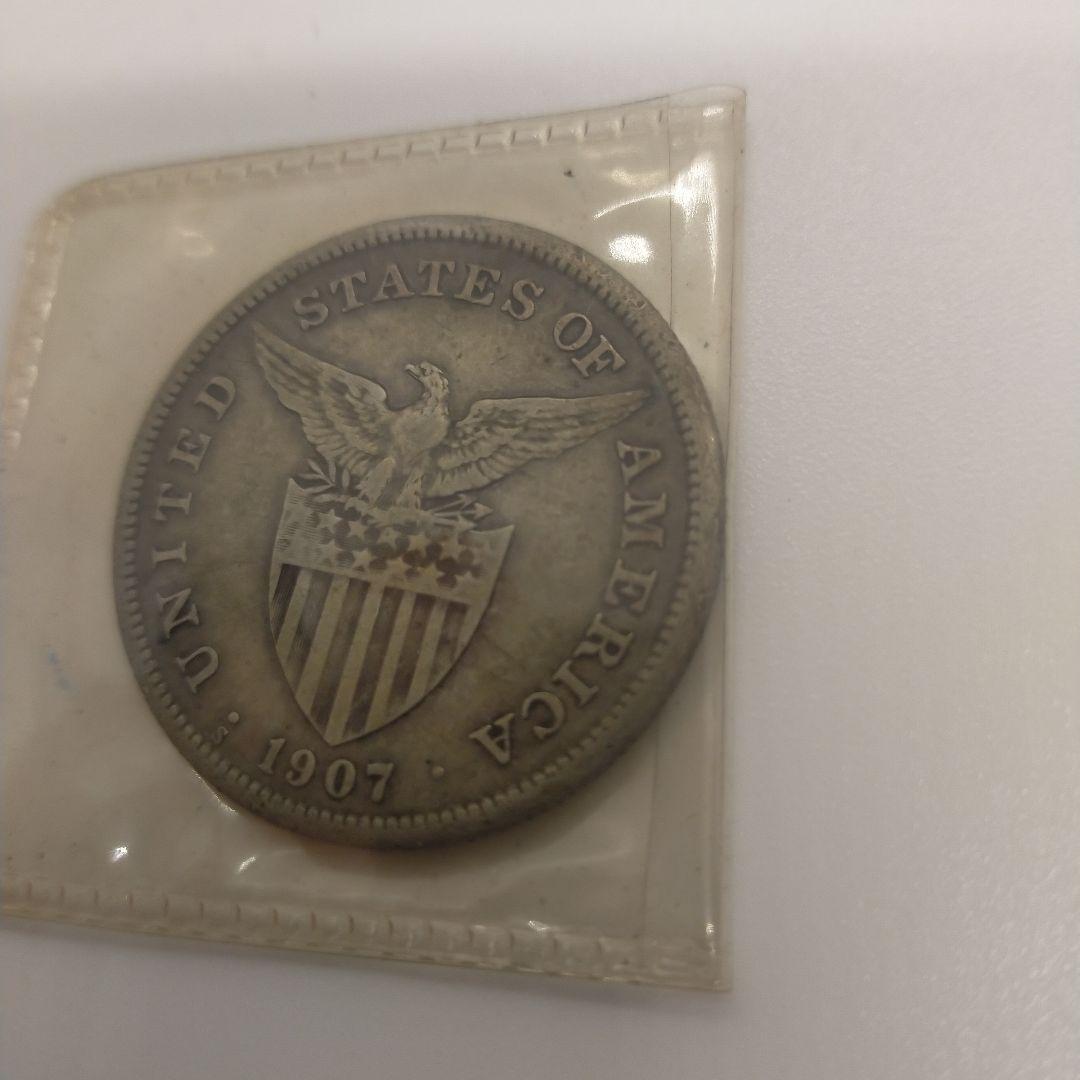 UNITED STATES OF AMERICA
· S 1907 ·